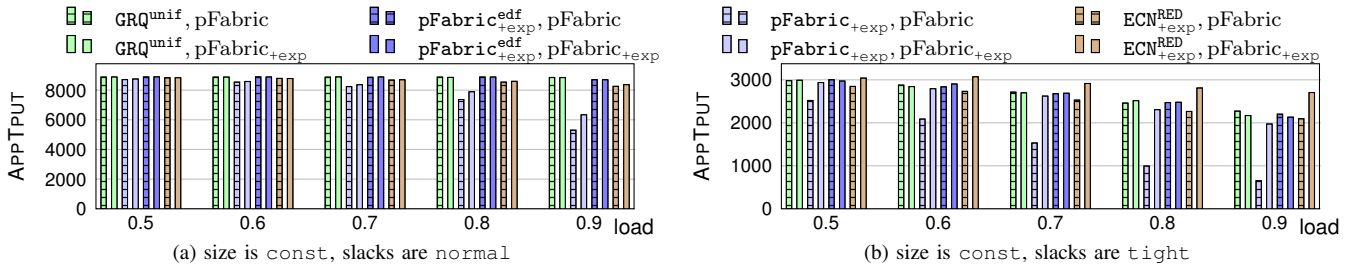 GRQ^unif, pFabric
pFabric^edf_+exp, pFabric
GRQ^unif, pFabric_+exp
pFabric^edf_+exp, pFabric_+exp
APPTPUT
8000
6000
4000
2000
0
0.5 0.6 0.7 0.8 0.9 load
(a) size is const, slacks are normal
pFabric_+exp, pFabric
ECN^RED_+exp, pFabric
pFabric_+exp, pFabric_+exp
ECN^RED_+exp, pFabric_+exp
APPTPUT
3000
2000
1000
0
0.5 0.6 0.7 0.8 0.9 load
(b) size is const, slacks are tight